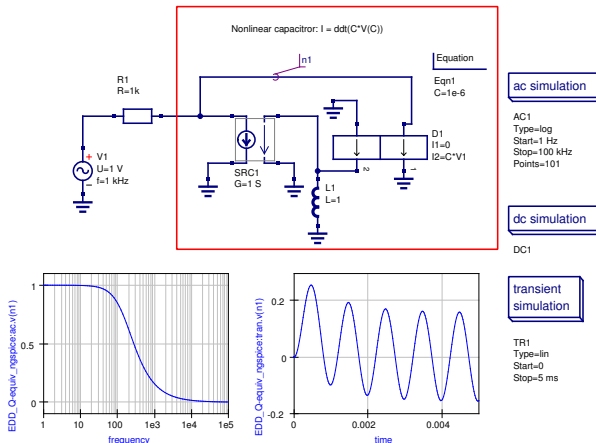 Nonlinear capacitror: I = ddt(C*V(C))
n1
Equation
Eqn1
C=1e-6
R1
R=1k
V1
U=1 V
f=1 kHz
+
−
SRC1
G=1 S
L1
L=1
D1
I1=0
I2=C*V1
2
1
ac simulation
AC1
Type=log
Start=1 Hz
Stop=100 kHz
Points=101
dc simulation
DC1
transient
simulation
TR1
Type=lin
Start=0
Stop=5 ms
EDD_Q-equiv_ngspice:ac.v(n1)
1
0.5
0
1
10
100
1e3
1e4
1e5
frequency
EDD_Q-equiv_ngspice:tran.v(n1)
0.2
0
-0.2
0
0.002
0.004
time